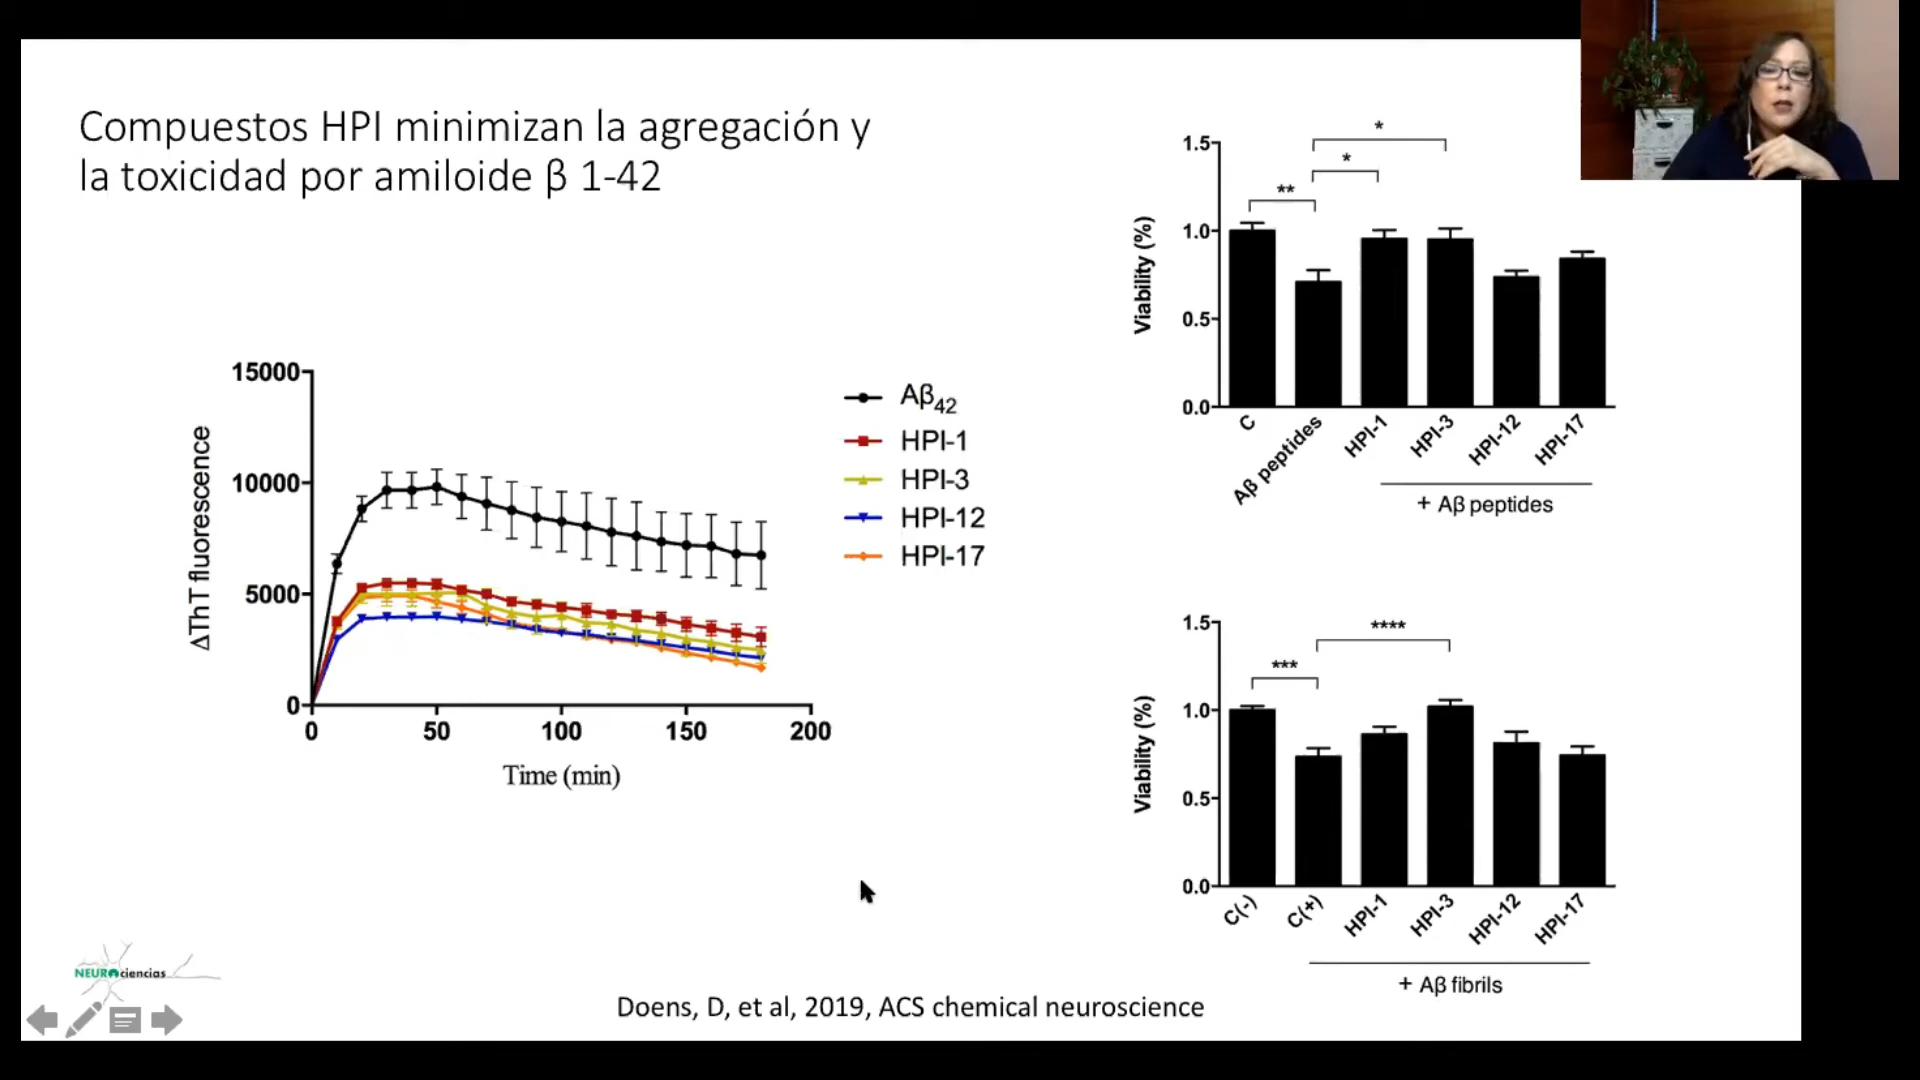 Compuestos HPI minimizan la agregación y
la toxicidad por amiloide β 1-42
15000
10000
5000
0
0
50
100
150
200
ΔThT fluorescence
Time (min)
Aβ42
HPI-1
HPI-3
HPI-12
HPI-17
*
*
**
1.5
1.0
0.5
0.0
Viability (%)
C
Aβ peptides
HPI-1
HPI-3
HPI-12
HPI-17
+ Aβ peptides
****
***
1.5
1.0
0.5
0.0
Viability (%)
C(-)
C(+)
HPI-1
HPI-3
HPI-12
HPI-17
+ Aβ fibrils
NEUROciencias
Doens, D, et al, 2019, ACS chemical neuroscience